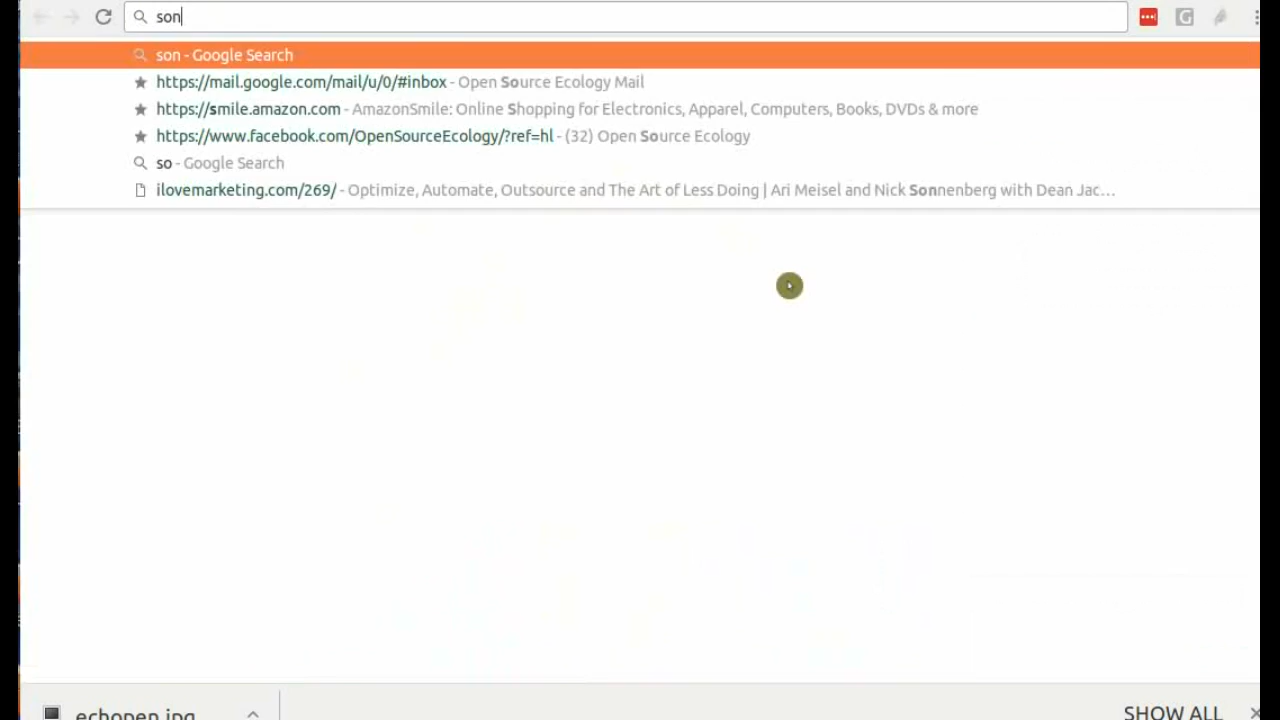 son
son - Google Search
https://mail.google.com/mail/u/0/#inbox - Open Source Ecology Mail
https://smile.amazon.com - AmazonSmile: Online Shopping for Electronics, Apparel, Computers, Books, DVDs & more
https://www.facebook.com/OpenSourceEcology/?ref=hl - (32) Open Source Ecology
so - Google Search
ilovemarketing.com/269/ - Optimize, Automate, Outsource and The Art of Less Doing | Ari Meisel and Nick Sonnenberg with Dean Jac...
echopen.jpg
SHOW ALL